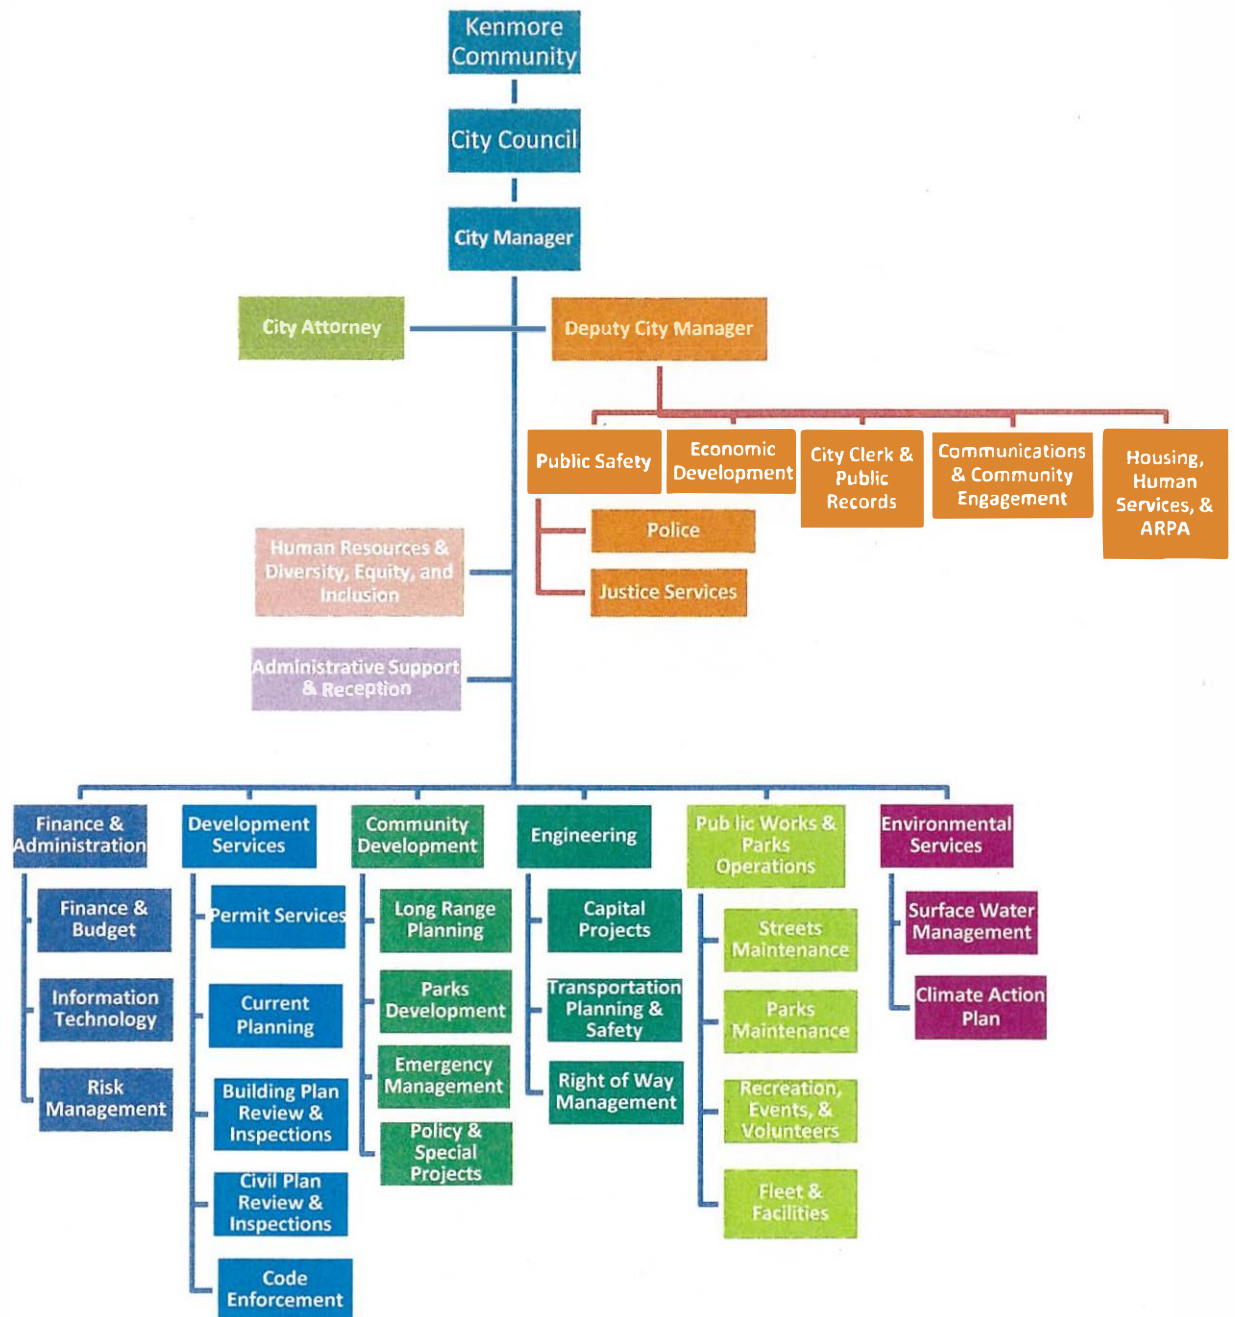 Kenmore
Community
City Council
City Manager
City Attorney
Deputy City Manager
Public Safety
Economic
Development
City Clerk &
Public
Records
Communications
& Community
Engagement
Housing,
Human
Services, &
ARPA
Police
Justice Services
Human Resources &
Diversity, Equity, and
Inclusion
Administrative Support
& Reception
Finance &
Administration
Finance &
Budget
Information
Technology
Risk
Management
Development
Services
Permit Services
Current
Planning
Building Plan
Review &
Inspections
Civil Plan
Review &
Inspections
Code
Enforcement
Community
Development
Long Range
Planning
Parks
Development
Emergency
Management
Policy &
Special
Projects
Engineering
Capital
Projects
Transportation
Planning &
Safety
Right of Way
Management
Public Works &
Parks
Operations
Streets
Maintenance
Parks
Maintenance
Recreation,
Events, &
Volunteers
Fleet &
Facilities
Environmental
Services
Surface Water
Management
Climate Action
Plan